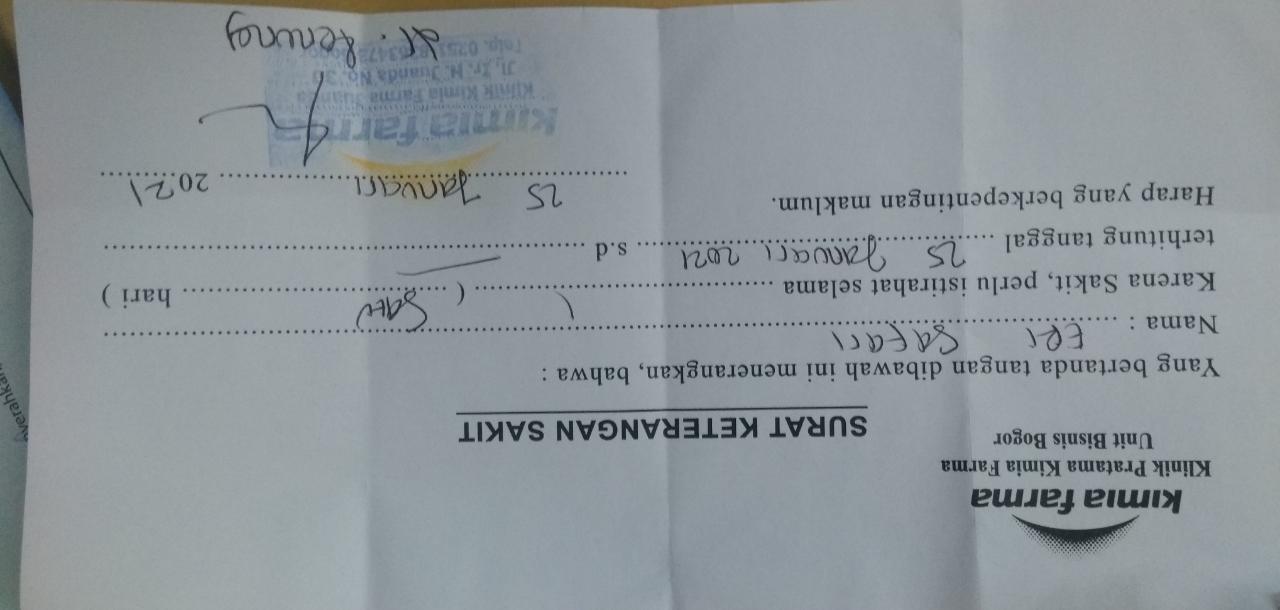 kimia farma
Klinik Pratama Kimia Farma
Unit Bisnis Bogor
SURAT KETERANGAN SAKIT
Yang bertanda tangan dibawah ini menerangkan, bahwa :
Nama : ERI SAFARI
Karena Sakit, perlu istirahat selama 1 ( Satu hari )
terhitung tanggal 25 Januari 2021 s.d
Harap yang berkepentingan maklum.
25 Januari 2021
kimia farma
Klinik Kimia Farma Juanda
Jl. Ir. H. Juanda No. 30
Telp. 0251
dr.